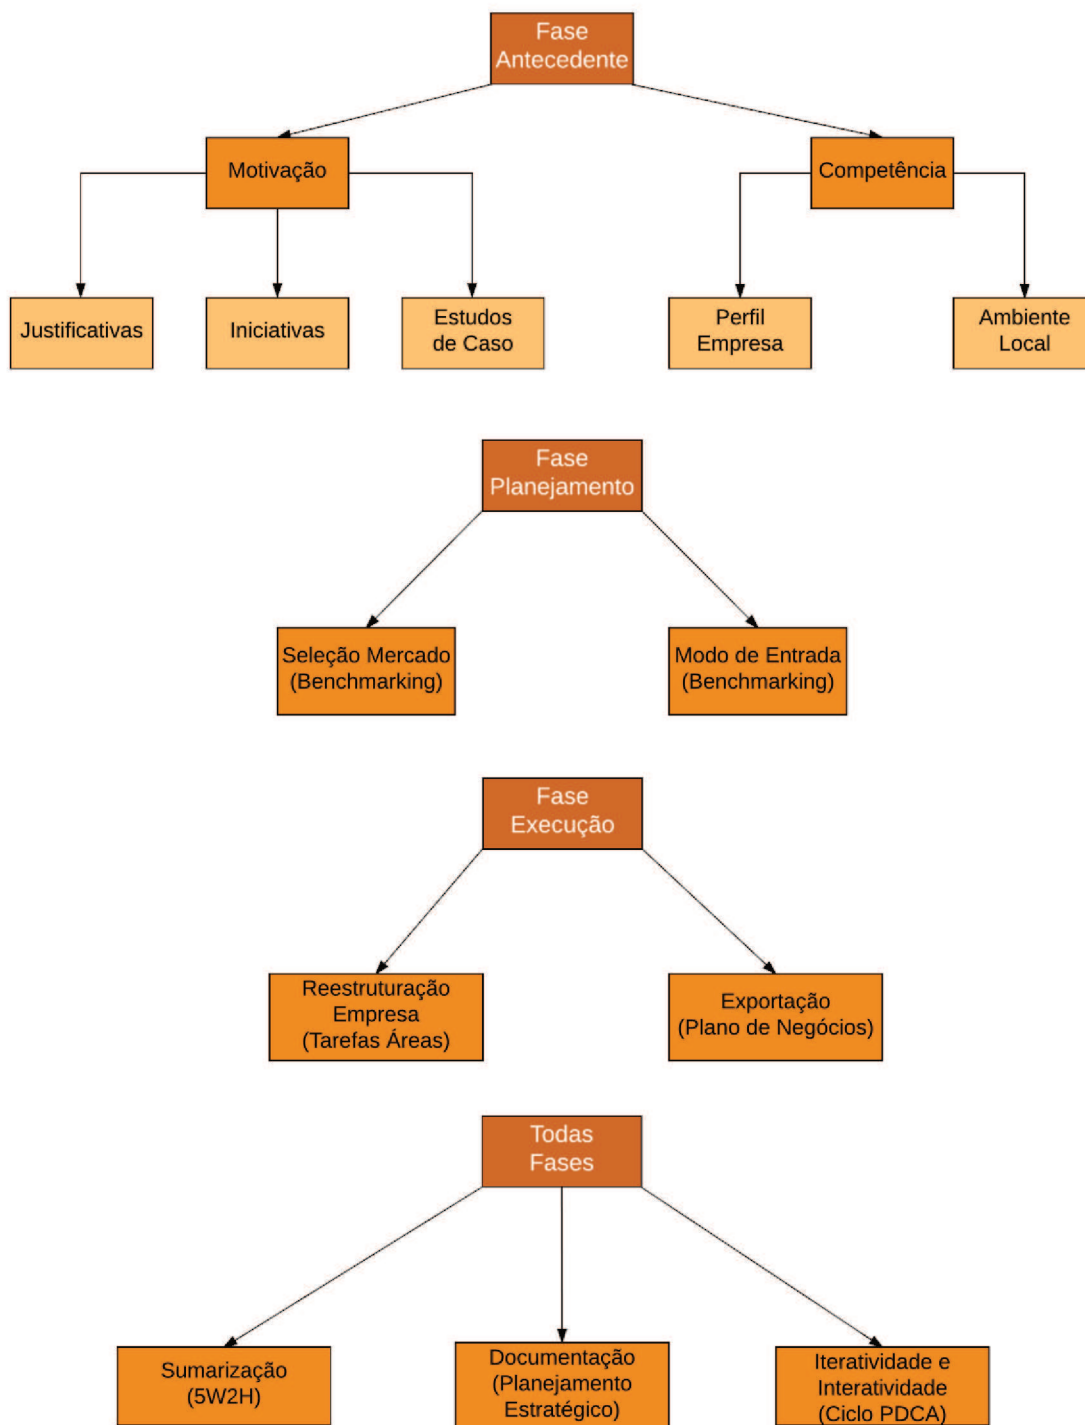 Fase
Antecedente
Motivação
Competência
Justificativas
Iniciativas
Estudos
de Caso
Perfil
Empresa
Ambiente
Local
Fase
Planejamento
Seleção Mercado
(Benchmarking)
Modo de Entrada
(Benchmarking)
Fase
Execução
Reestruturação
Empresa
(Tarefas Áreas)
Exportação
(Plano de Negócios)
Todas
Fases
Sumarização
(5W2H)
Documentação
(Planejamento
Estratégico)
Iteratividade e
Interatividade
(Ciclo PDCA)